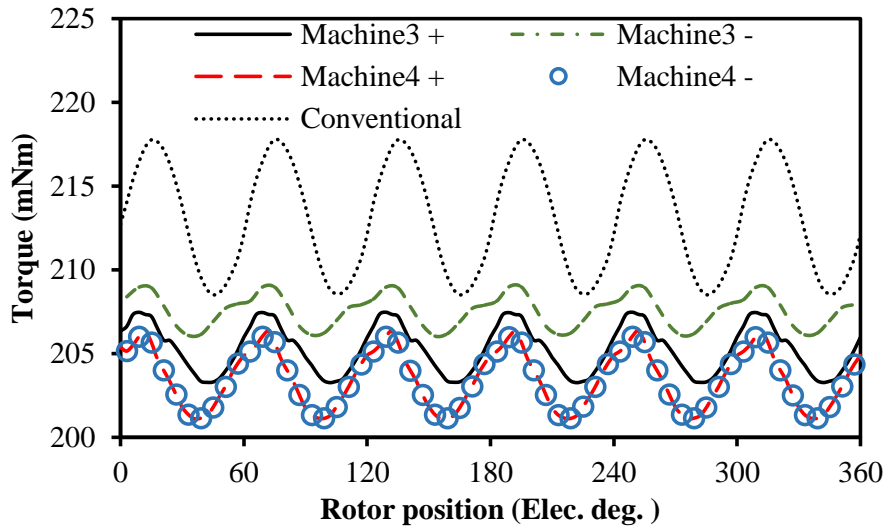 225
220
215
210
205
200
Torque (mNm)
Machine3 + Machine3 -
Machine4 + Machine4 -
Conventional
0 60 120 180 240 300 360
Rotor position (Elec. deg. )